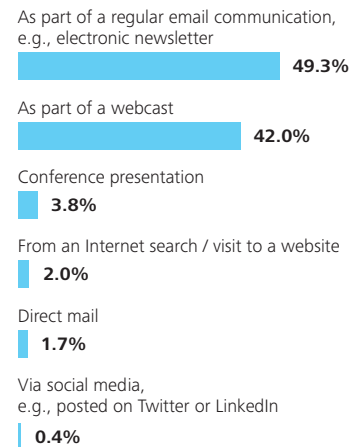 As part of a regular email communication,
e.g., electronic newsletter
49.3%
As part of a webcast
42.0%
Conference presentation
3.8%
From an Internet search / visit to a website
2.0%
Direct mail
1.7%
Via social media,
e.g., posted on Twitter or LinkedIn
0.4%